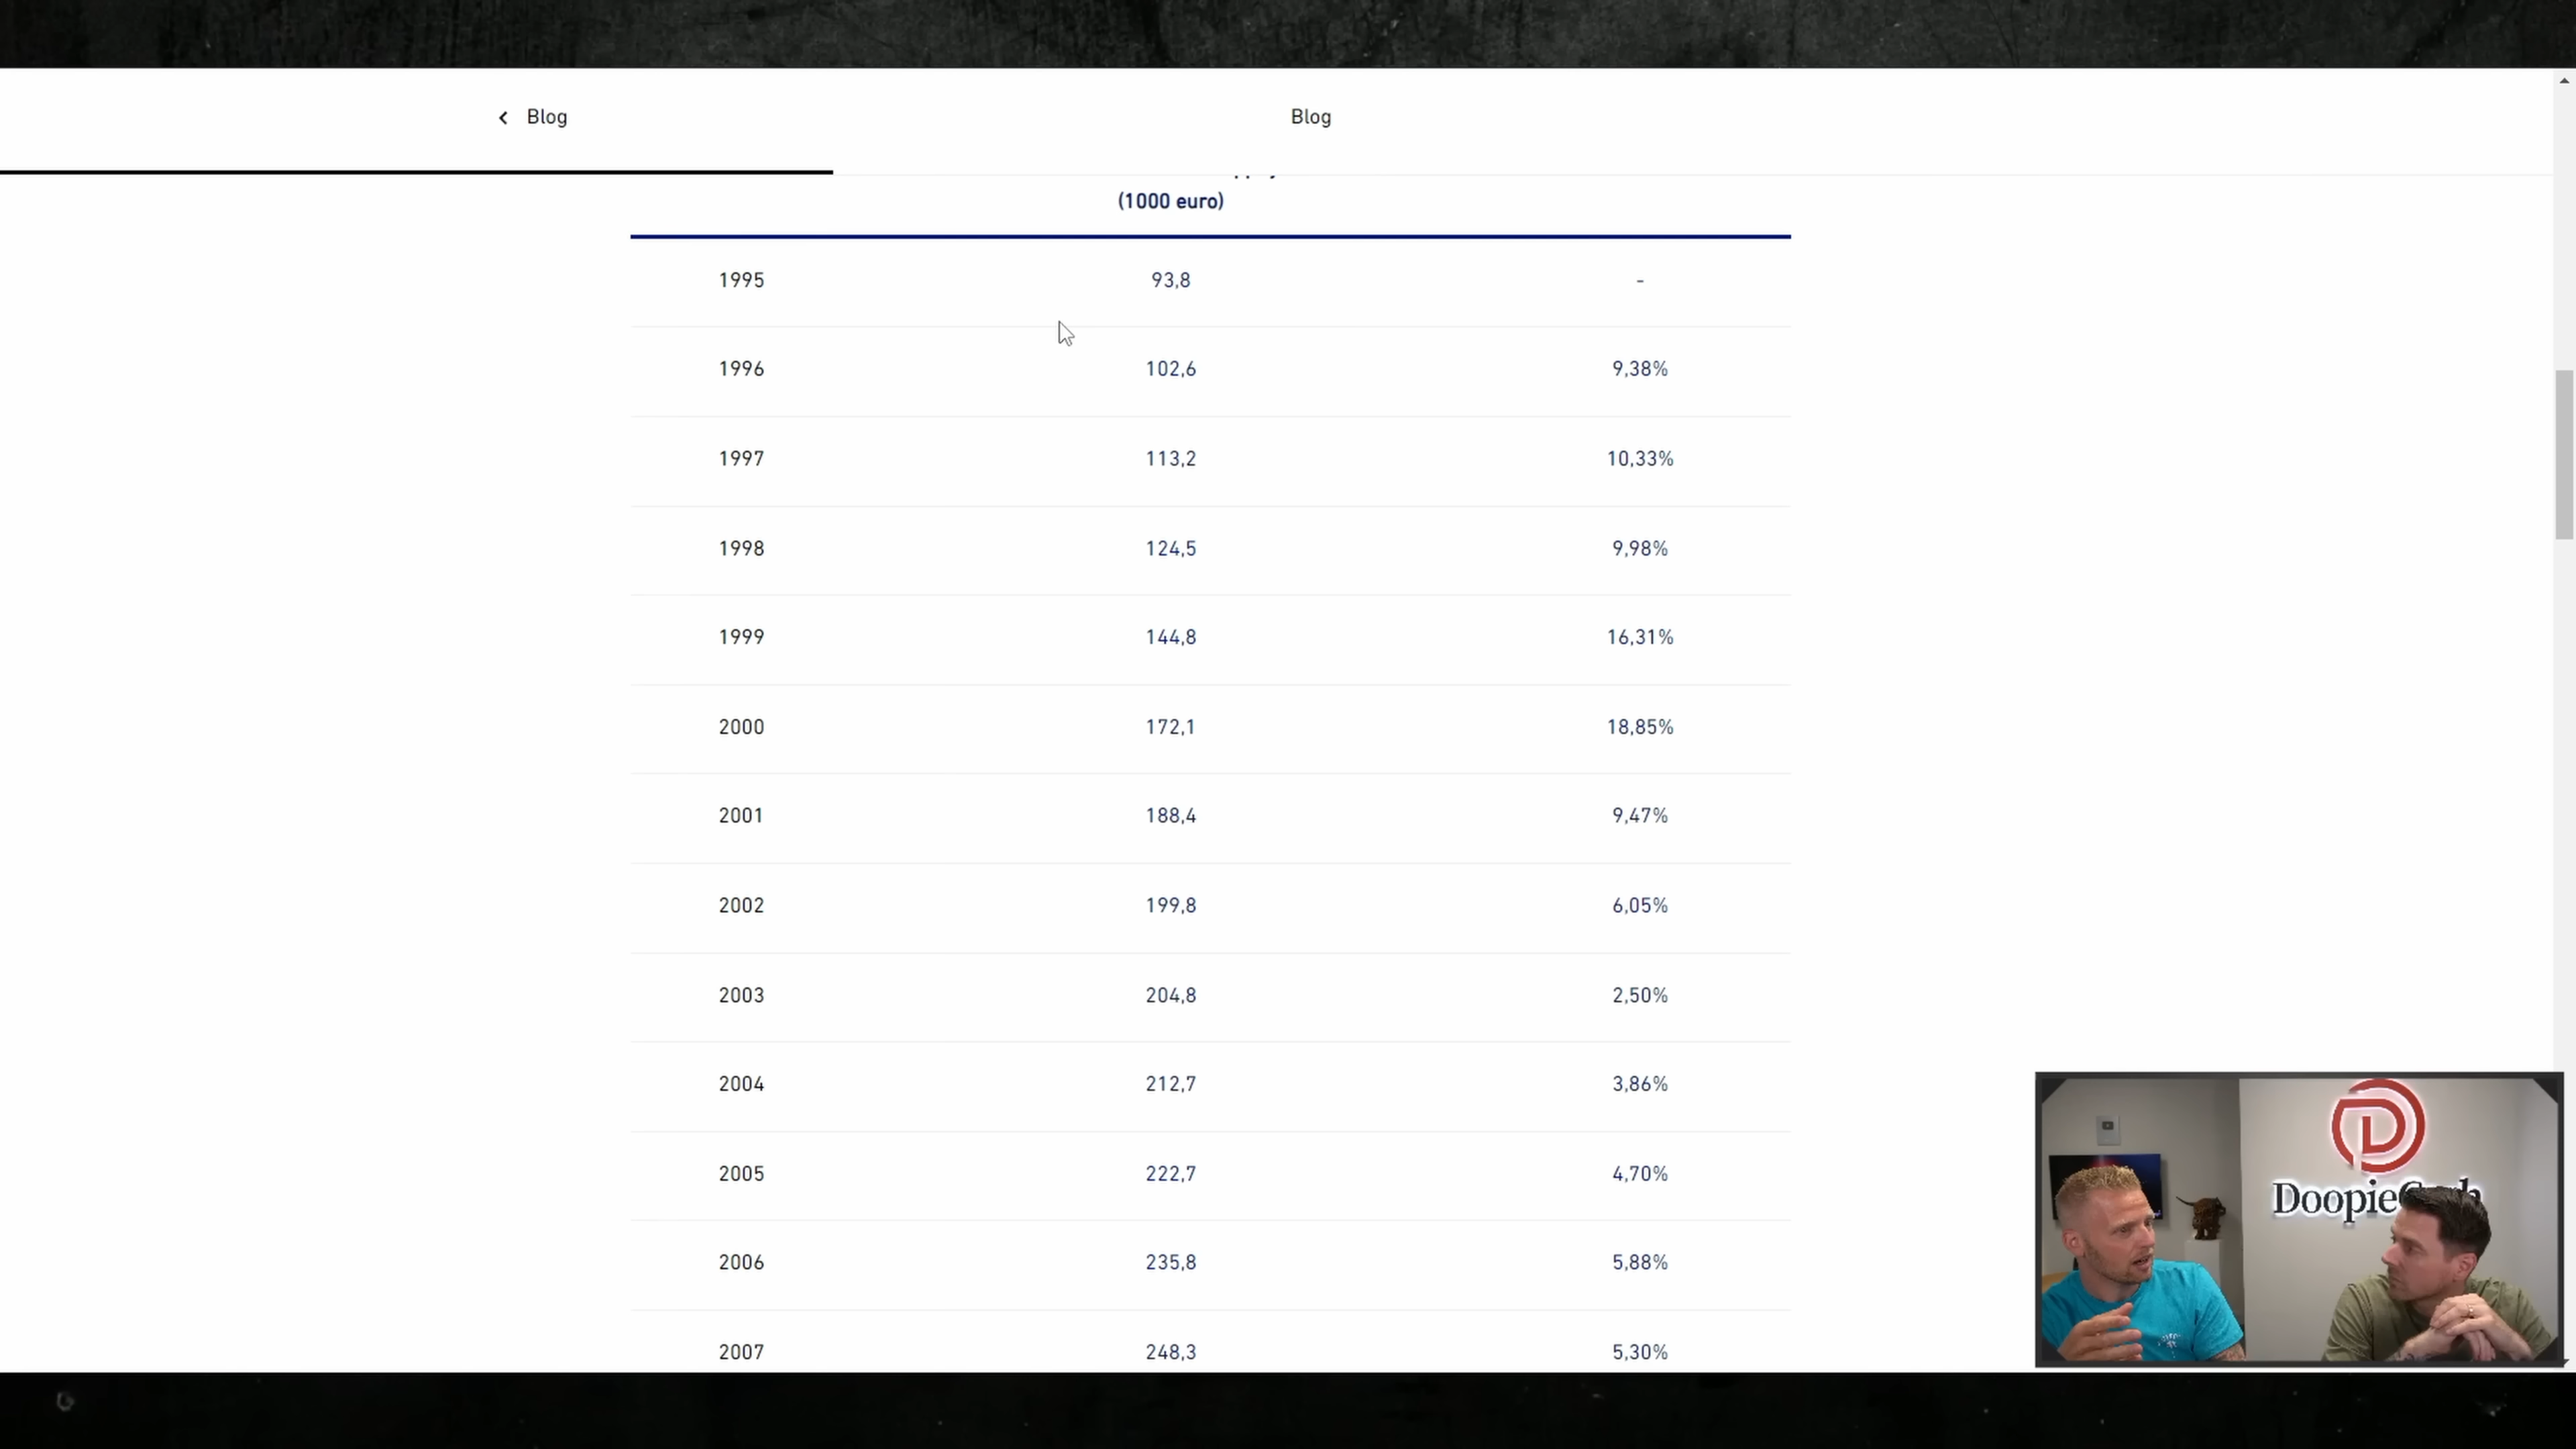 Blog
Blog
(1000 euro)
1995 93,8 -
1996 102,6 9,38%
1997 113,2 10,33%
1998 124,5 9,98%
1999 144,8 16,31%
2000 172,1 18,85%
2001 188,4 9,47%
2002 199,8 6,05%
2003 204,8 2,50%
2004 212,7 3,86%
2005 222,7 4,70%
2006 235,8 5,88%
2007 248,3 5,30%